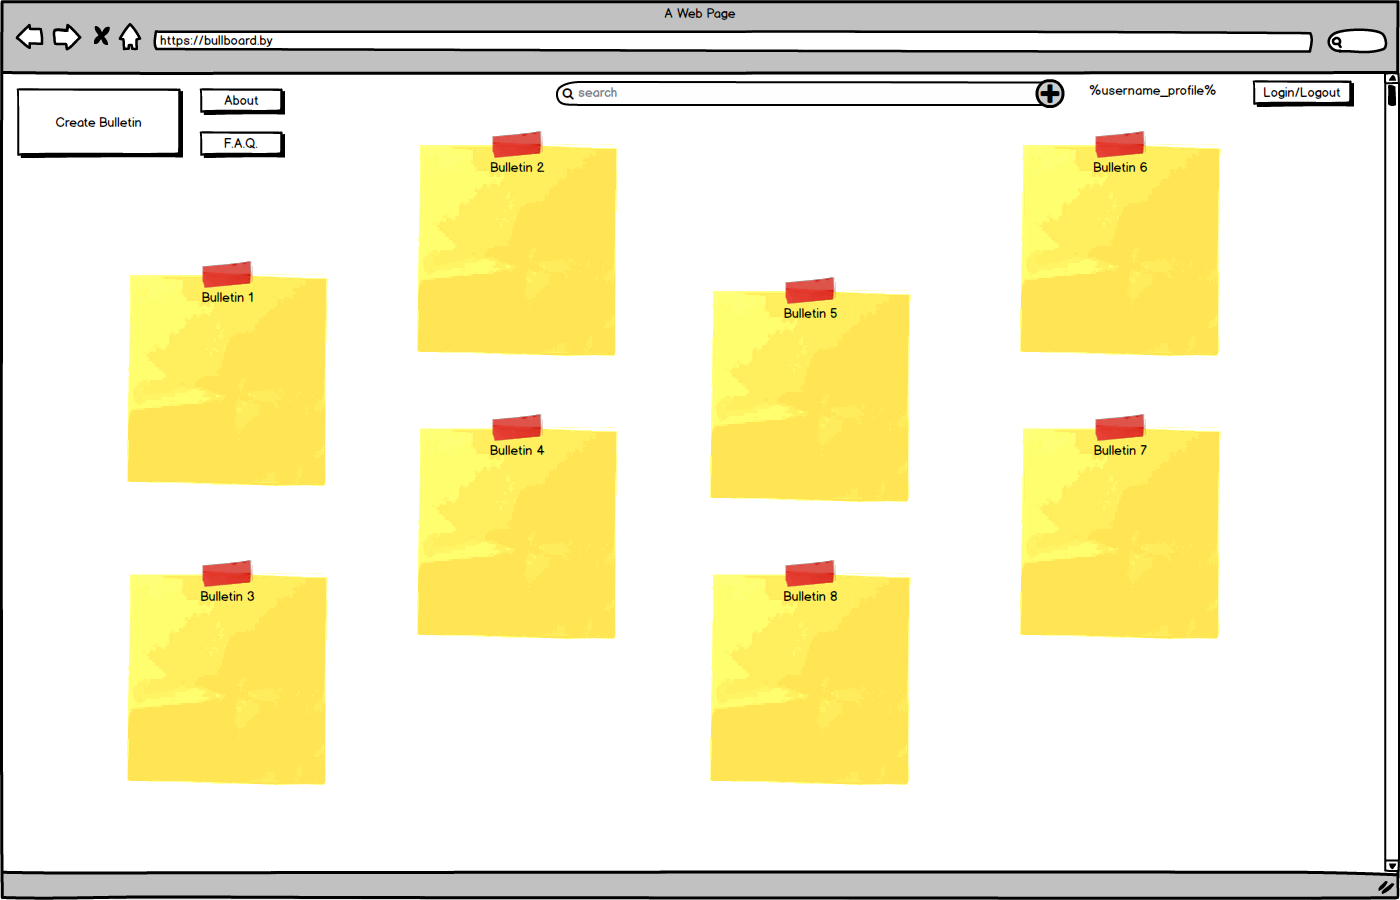 A Web Page
https://bullboard.by
Create Bulletin
About
F.A.Q.
search
%username_profile%
Login/Logout
Bulletin 2
Bulletin 6
Bulletin 1
Bulletin 5
Bulletin 4
Bulletin 7
Bulletin 3
Bulletin 8